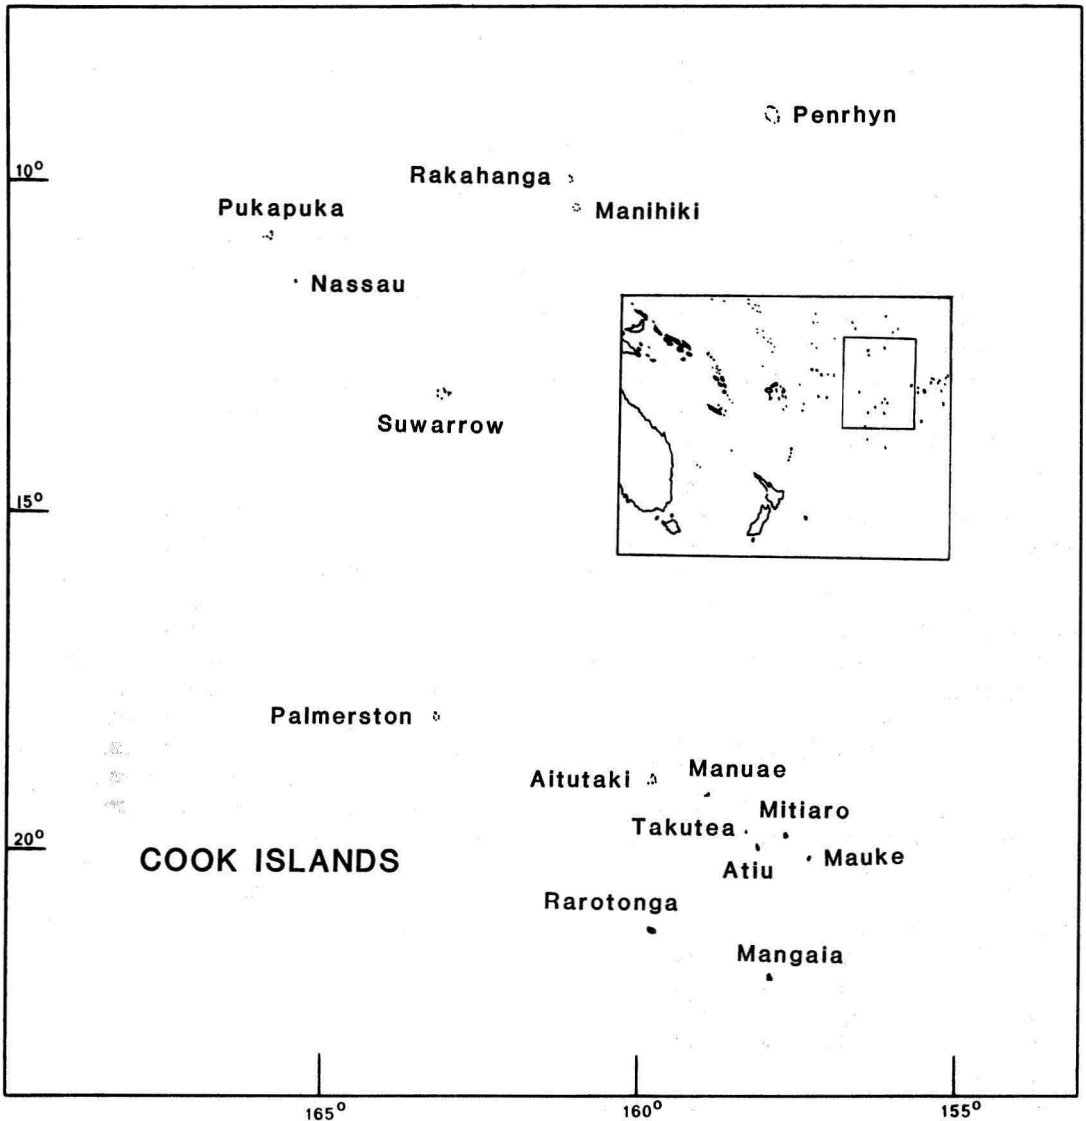 Penrhyn
10°
Rakahanga
Pukapuka
Manihiki
Nassau
Suwarrow
15°
Palmerston
Aitutaki
Manuae
Mitiaro
Takutea
20°
COOK ISLANDS
Mauke
Atiu
Rarotonga
Mangaia
165°
160°
155°